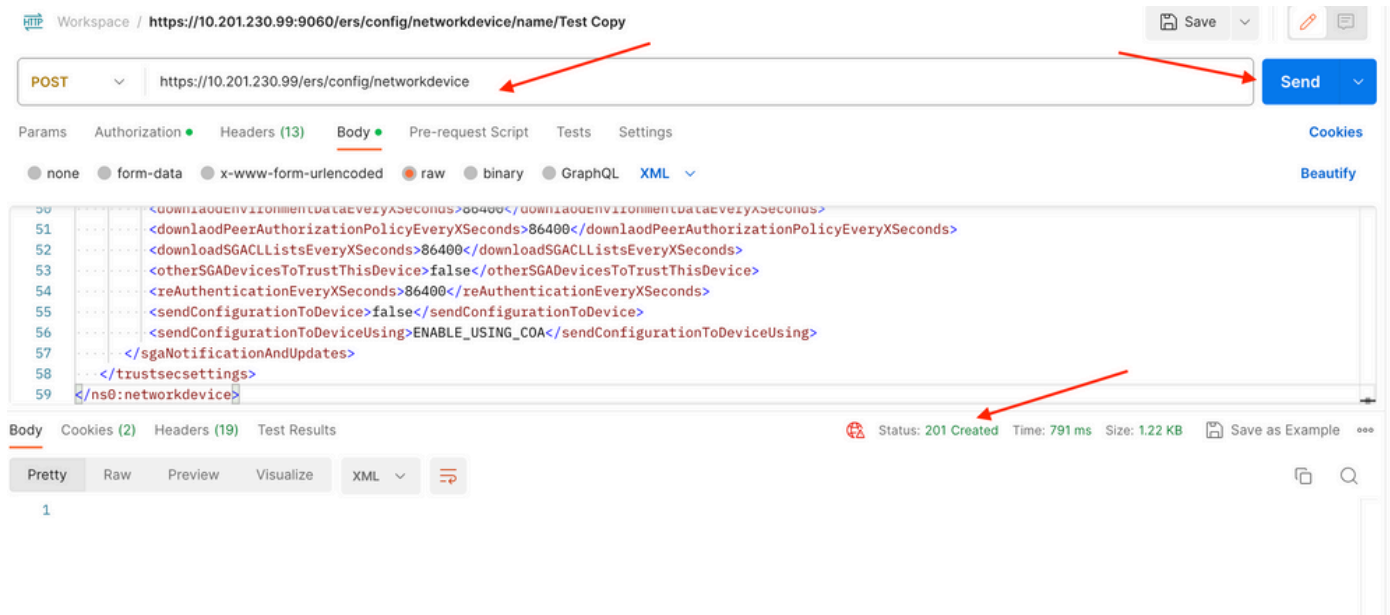 HTTP Workspace / https://10.201.230.99:9060/ers/config/networkdevice/name/Test Copy Save
POST https://10.201.230.99/ers/config/networkdevice Send
Params Authorization Headers (13) Body Pre-request Script Tests Settings Cookies
none form-data x-www-form-urlencoded raw binary GraphQL XML Beautify
50 <downlaodEnvironmentDataEveryXSeconds>86400</downlaodEnvironmentDataEveryXSeconds>
51 <downlaodPeerAuthorizationPolicyEveryXSeconds>86400</downlaodPeerAuthorizationPolicyEveryXSeconds>
52 <downloadSGACLListsEveryXSeconds>86400</downloadSGACLListsEveryXSeconds>
53 <otherSGADevicesToTrustThisDevice>false</otherSGADevicesToTrustThisDevice>
54 <reAuthenticationEveryXSeconds>86400</reAuthenticationEveryXSeconds>
55 <sendConfigurationToDevice>false</sendConfigurationToDevice>
56 <sendConfigurationToDeviceUsing>ENABLE_USING_COA</sendConfigurationToDeviceUsing>
57 </sgaNotificationAndUpdates>
58 </trustsecsettings>
59 </ns0:networkdevice>
Body Cookies (2) Headers (19) Test Results Status: 201 Created Time: 791 ms Size: 1.22 KB Save as Example
Pretty Raw Preview Visualize XML
1